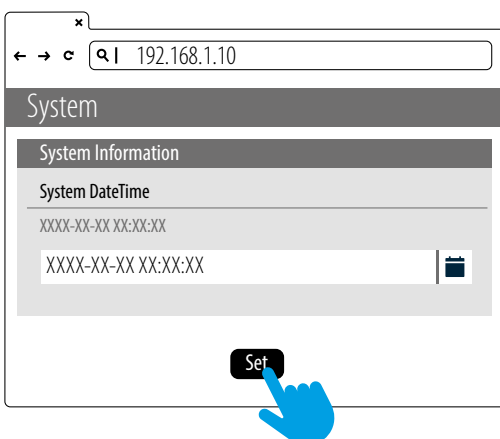 192.168.1.10
System
System Information
System DateTime
XXXX-XX-XX XX:XX:XX
XXXX-XX-XX XX:XX:XX
Set